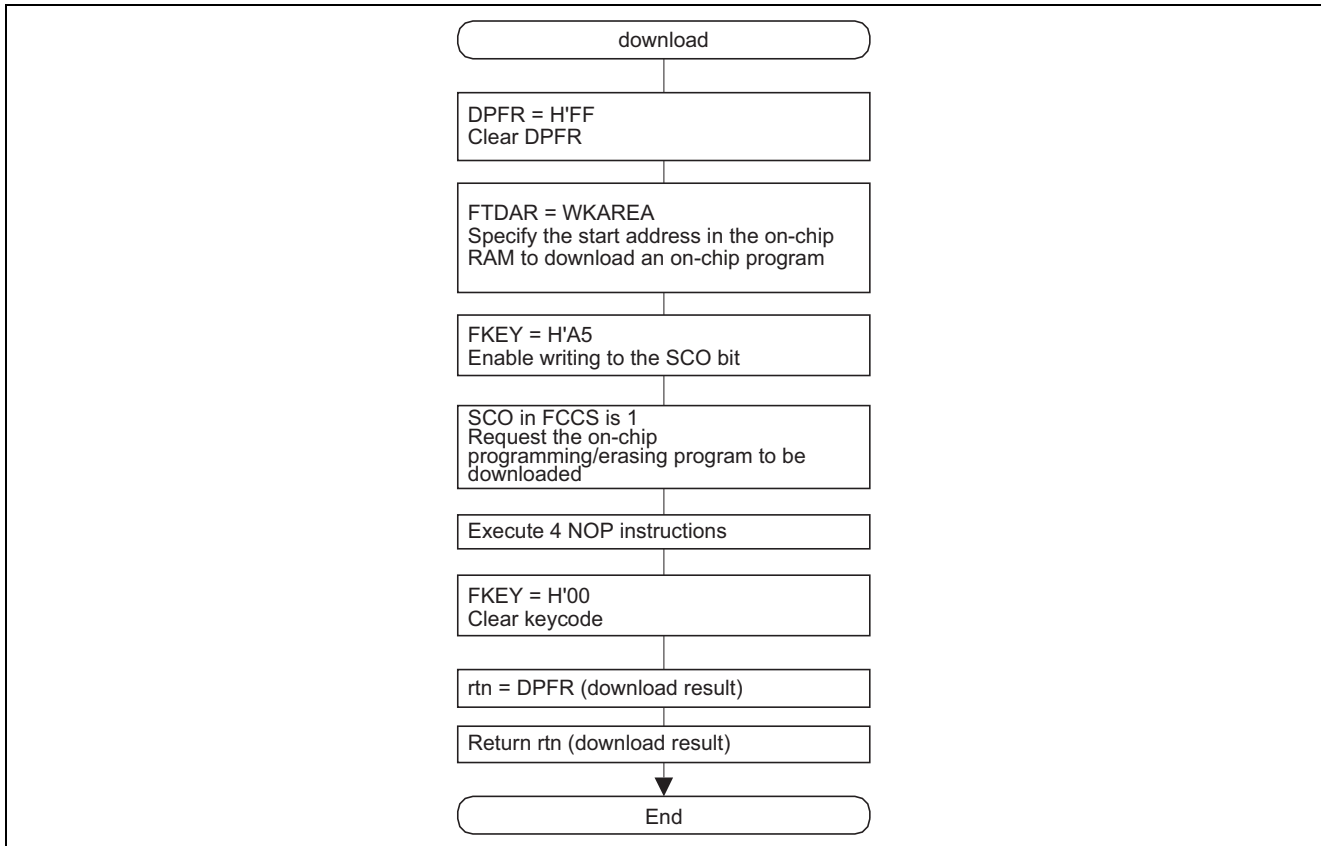 download
DPFR = H'FF
Clear DPFR
FTDAR = WKAREA
Specify the start address in the on-chip
RAM to download an on-chip program
FKEY = H'A5
Enable writing to the SCO bit
SCO in FCCS is 1
Request the on-chip
programming/erasing program to be
downloaded
Execute 4 NOP instructions
FKEY = H'00
Clear keycode
rtn = DPFR (download result)
Return rtn (download result)
End